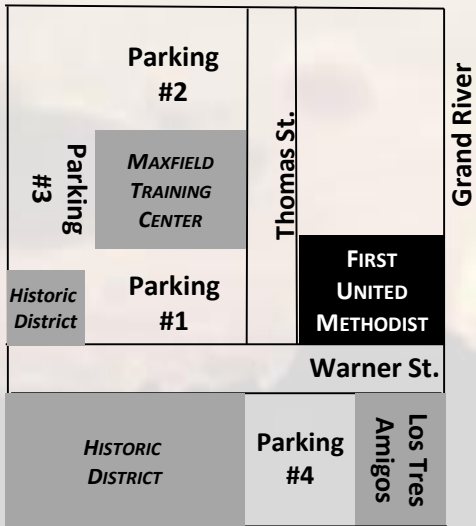 Parking
#2
Thomas St.
Grand River
MAXFIELD
TRAINING
CENTER
Parking
#3
Historic
District
Parking
#1
FIRST
UNITED
METHODIST
Warner St.
HISTORIC
DISTRICT
Parking
#4
Los Tres
Amigos